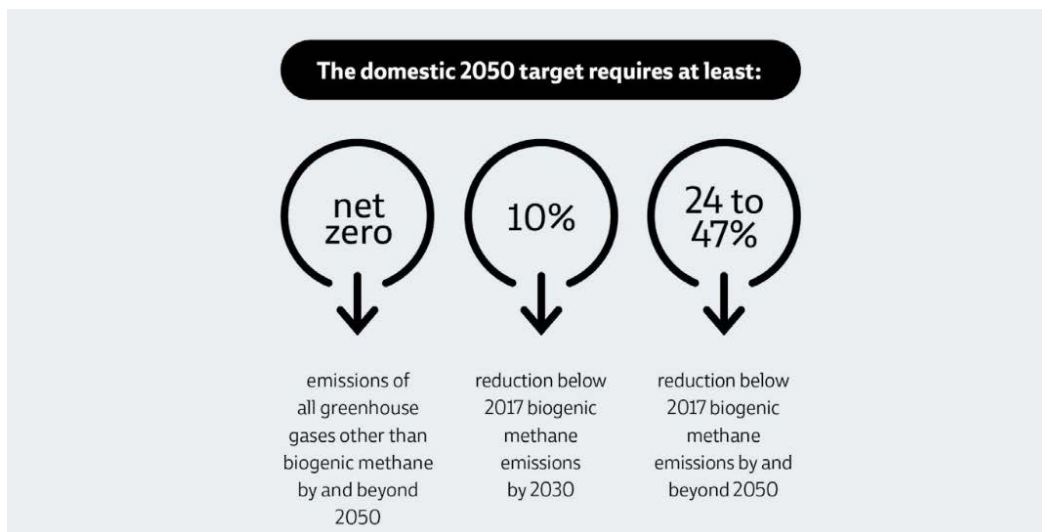 The domestic 2050 target requires at least:
net
zero
emissions of
all greenhouse
gases other than
biogenic methane
by and beyond
2050
10%
reduction below
2017 biogenic
methane
emissions
by 2030
24 to
47%
reduction below
2017 biogenic
methane
emissions by and
beyond 2050